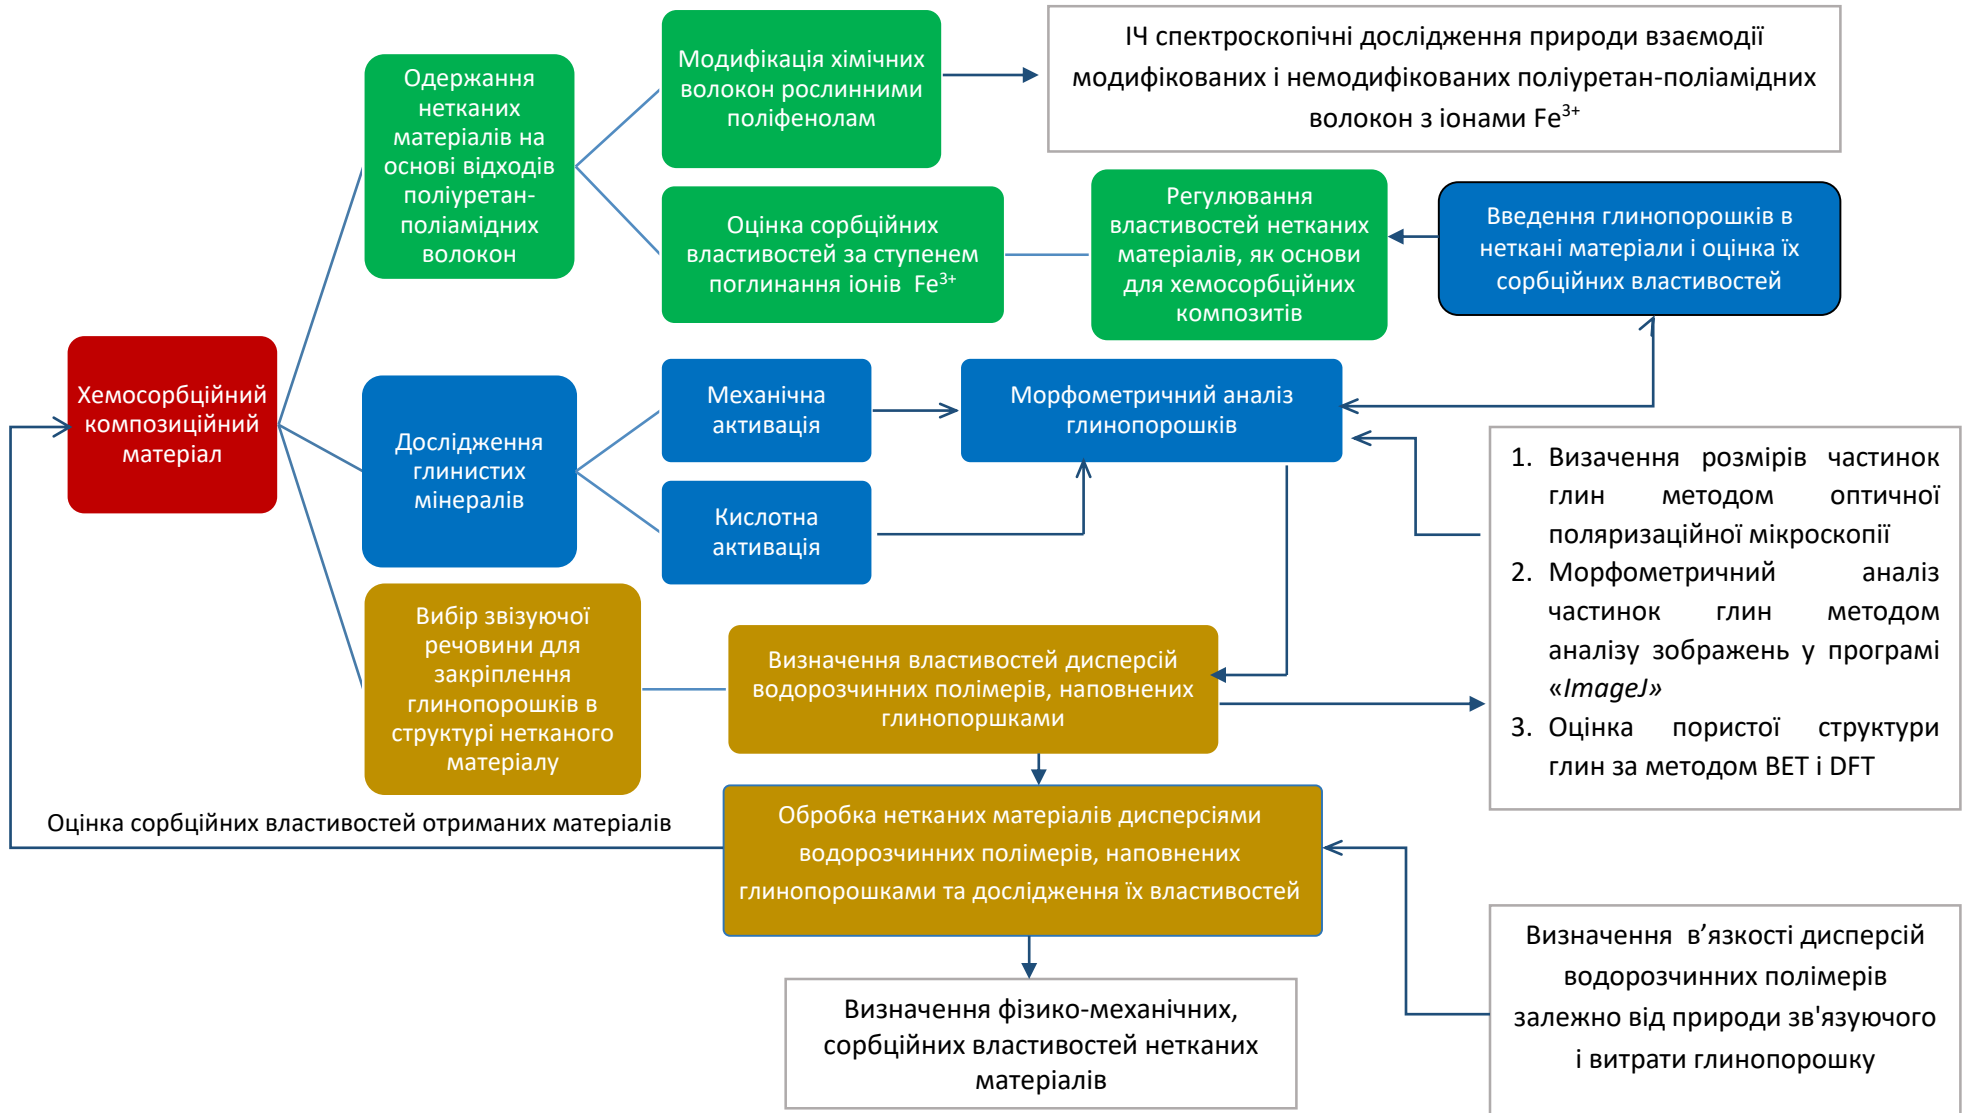 Одержання
нетканих
матеріалів на
основі відходів
поліуретан-
поліамідних
волокон
Модифікація хімічних
волокон рослинними
поліфенолам
ІЧ спектроскопічні дослідження природи взаємодії
модифікованих і немодифікованих поліуретан-поліамідних
волокон з іонами Fe³⁺
Оцінка сорбційних
властивостей за ступенем
поглинання іонів Fe³⁺
Регулювання
властивостей нетканих
матеріалів, як основи
для хемосорбційних
композитів
Введення глинопорошків в
неткані матеріали і оцінка їх
сорбційних властивостей
Хемосорбційний
композиційний
матеріал
Дослідження
глинистих
мінералів
Механічна
активація
Кислотна
активація
Морфометричний аналіз
глинопорошків
1. Визачення розмірів частинок
глин методом оптичної
поляризаційної мікроскопії
2. Морфометричний аналіз
частинок глин методом
аналізу зображень у програмі
«ImageJ»
3. Оцінка пористої структури
глин за методом BET і DFT
Вибір звізуючої
речовини для
закріплення
глинопорошків в
структурі нетканого
матеріалу
Визначення властивостей дисперсій
водорозчинних полімерів, наповнених
глинопоршками
Оцінка сорбційних властивостей отриманих матеріалів
Обробка нетканих матеріалів дисперсіями
водорозчинних полімерів, наповнених
глинопорошками та дослідження їх властивостей
Визначення фізико-механічних,
сорбційних властивостей нетканих
матеріалів
Визначення в’язкості дисперсій
водорозчинних полімерів
залежно від природи зв'язуючого
і витрати глинопорошку